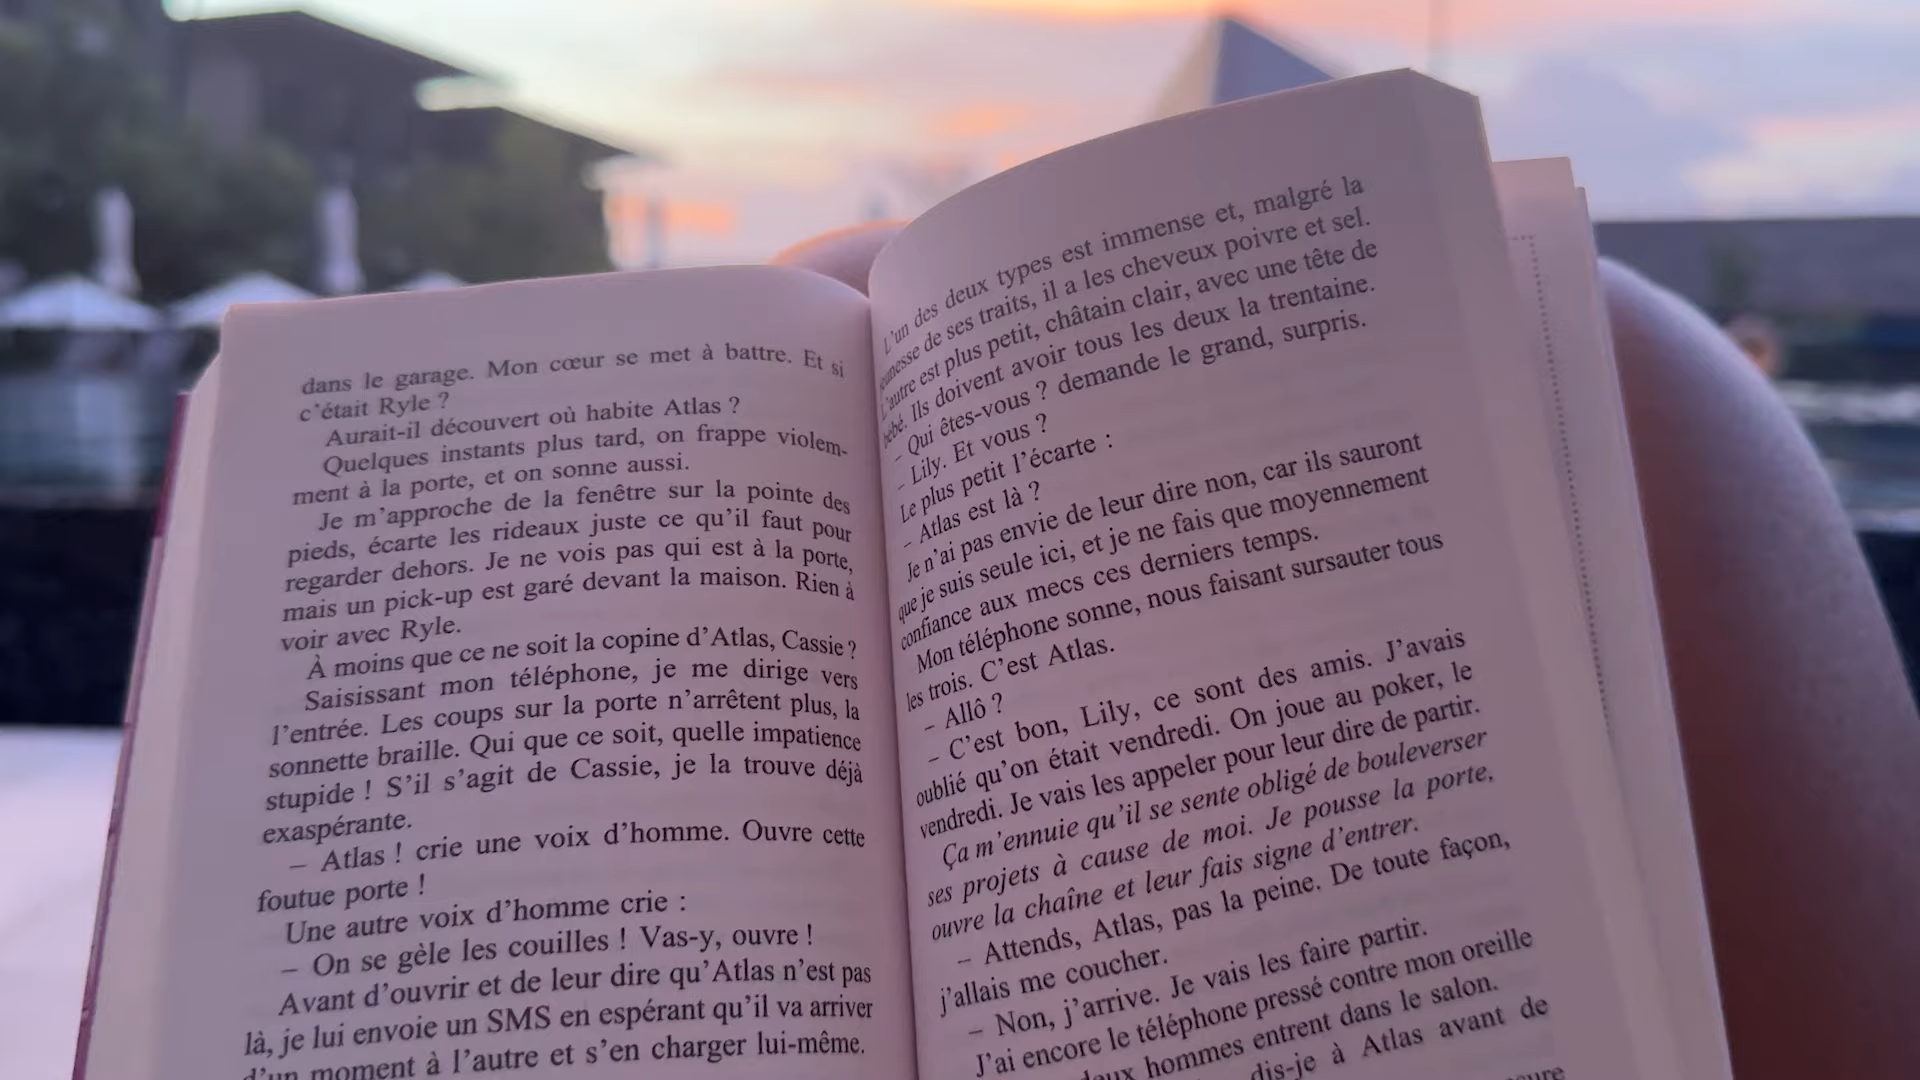 dans le garage. Mon cœur se met à battre. Et si
c'était Ryle ?
Aurait-il découvert où habite Atlas ?
Quelques instants plus tard, on frappe violem-
ment à la porte, et on sonne aussi.
Je m'approche de la fenêtre sur la pointe des
pieds, écarte les rideaux juste ce qu'il faut pour
regarder dehors. Je ne vois pas qui est à la porte,
mais un pick-up est garé devant la maison. Rien à
voir avec Ryle.
À moins que ce ne soit la copine d'Atlas, Cassie ?
Saisissant mon téléphone, je me dirige vers
l'entrée. Les coups sur la porte n'arrêtent plus, la
sonnette braille. Qui que ce soit, quelle impatience
stupide ! S'il s'agit de Cassie, je la trouve déjà
exaspérante.
– Atlas ! crie une voix d'homme. Ouvre cette
foutue porte !
Une autre voix d'homme crie :
– On se gèle les couilles ! Vas-y, ouvre !
Avant d'ouvrir et de leur dire qu'Atlas n'est pas
là, je lui envoie un SMS en espérant qu'il va arriver
d'un moment à l'autre et s'en charger lui-même.
L'un des deux types est immense et, malgré la
jeunesse de ses traits, il a les cheveux poivre et sel.
L'autre est plus petit, châtain clair, avec une tête de
bébé. Ils doivent avoir tous les deux la trentaine.
– Qui êtes-vous ? demande le grand, surpris.
– Lily. Et vous ?
Le plus petit l'écarte :
– Atlas est là ?
Je n'ai pas envie de leur dire non, car ils sauront
que je suis seule ici, et je ne fais que moyennement
confiance aux mecs ces derniers temps.
Mon téléphone sonne, nous faisant sursauter tous
les trois. C'est Atlas.
– Allô ?
– C'est bon, Lily, ce sont des amis. J'avais
oublié qu'on était vendredi. On joue au poker, le
vendredi. Je vais les appeler pour leur dire de partir.
Ça m'ennuie qu'il se sente obligé de bouleverser
ses projets à cause de moi. Je pousse la porte,
ouvre la chaîne et leur fais signe d'entrer.
– Attends, Atlas, pas la peine. De toute façon,
j'allais me coucher.
– Non, j'arrive. Je vais les faire partir.
J'ai encore le téléphone pressé contre mon oreille
deux hommes entrent dans le salon.
dis-je à Atlas avant de